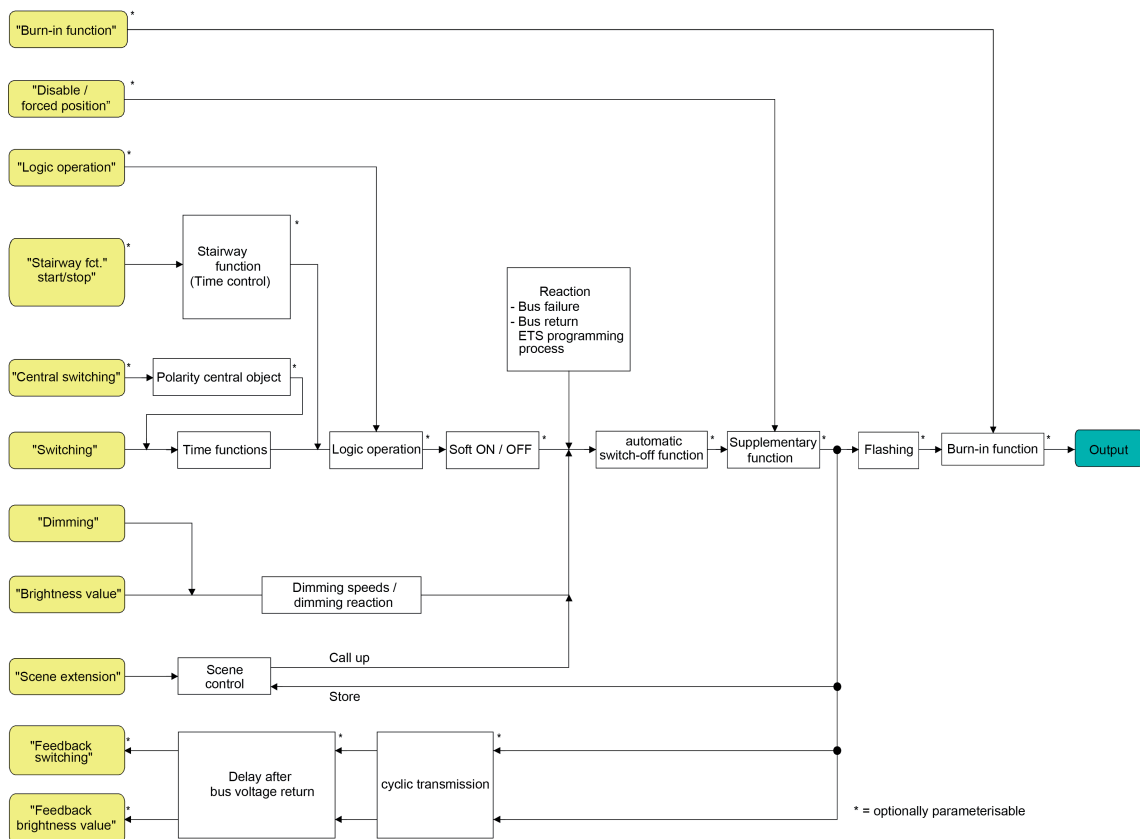 "Burn-in function" *
"Disable /
forced position” *
"Logic operation" *
"Stairway fct."
start/stop" *
Stairway
function
(Time control) *
Reaction
- Bus failure
- Bus return
ETS programming
process
"Central switching" *
Polarity central object *
"Switching"
Time functions
Logic operation *
Soft ON / OFF *
automatic
switch-off function *
Supplementary
function *
Flashing *
Burn-in function *
Output
"Dimming"
"Brightness value"
Dimming speeds /
dimming reaction
"Scene extension"
Scene
control
Call up
Store
"Feedback
switching" *
Delay after
bus voltage return *
cyclic transmission *
"Feedback
brightness value" *
* = optionally parameterisable